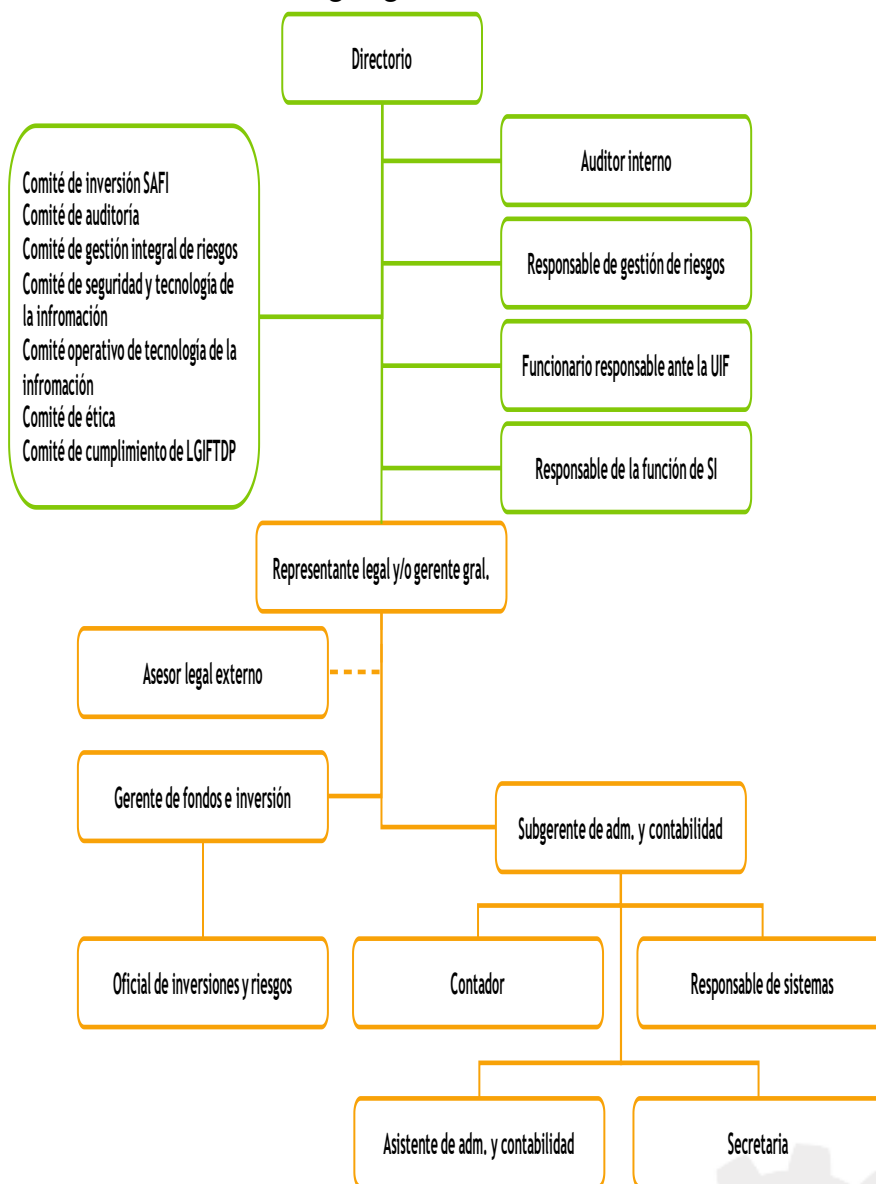 Directorio
Comité de inversión SAFI
Comité de auditoría
Comité de gestión integral de riesgos
Comité de seguridad y tecnología de
la infromación
Comité operativo de tecnología de la
infromación
Comité de ética
Comité de cumplimiento de LGIFTDP
Auditor interno
Responsable de gestión de riesgos
Funcionario responsable ante la UIF
Responsable de la función de SI
Representante legal y/o gerente gral.
Asesor legal externo
Gerente de fondos e inversión
Subgerente de adm. y contabilidad
Oficial de inversiones y riesgos
Contador
Responsable de sistemas
Asistente de adm. y contabilidad
Secretaria